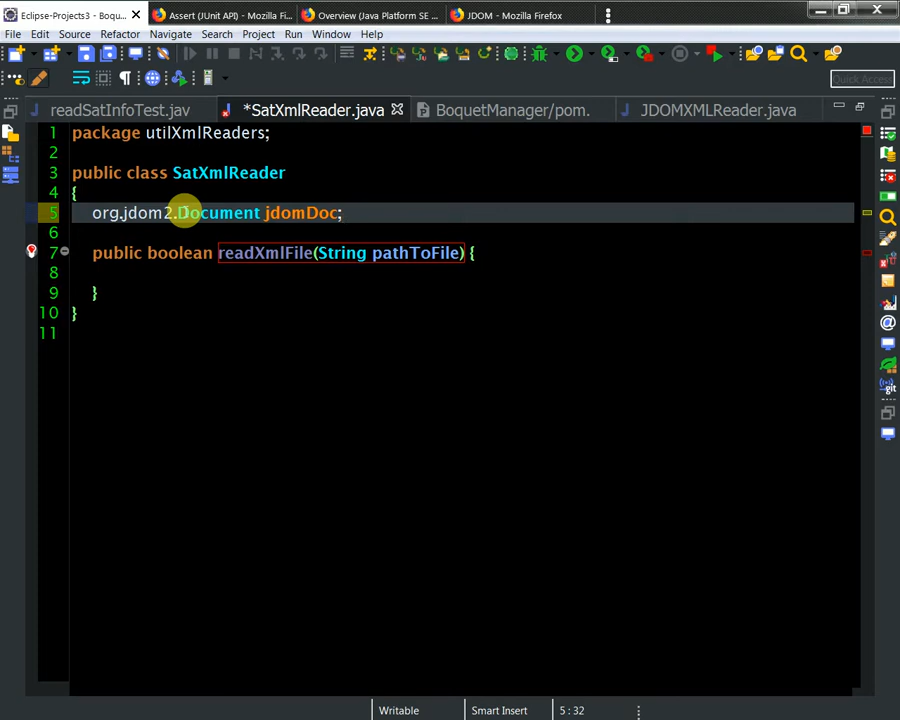 Eclipse-Projects3 - Boqu... × Assert (JUnit API) - Mozilla Fi... Overview (Java Platform SE ... JDOM - Mozilla Firefox
File Edit Source Refactor Navigate Search Project Run Window Help
Quick Access
readSatInfoTest.jav *SatXmlReader.java BoquetManager/pom. JDOMXMLReader.java
1 package utilXmlReaders;
2
3 public class SatXmlReader
4 {
5 org.jdom2.Document jdomDoc;
6
7 public boolean readXmlFile(String pathToFile) {
8
9 }
10 }
11
Writable Smart Insert 5 : 32